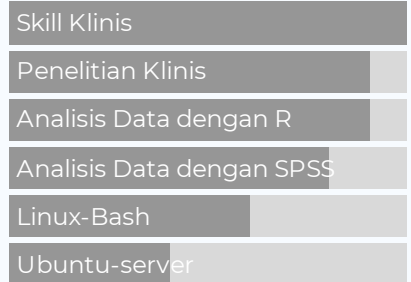 Skill Klinis
Penelitian Klinis
Analisis Data dengan R
Analisis Data dengan SPSS
Linux-Bash
Ubuntu-server